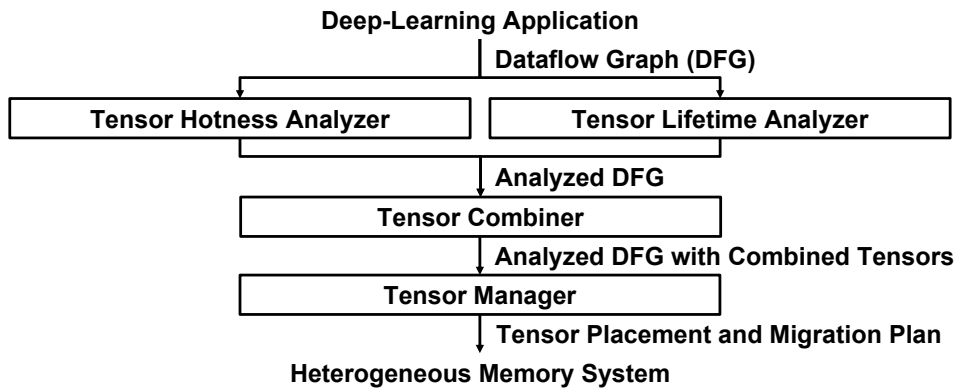 Deep-Learning Application
Dataflow Graph (DFG)
Tensor Hotness Analyzer
Tensor Lifetime Analyzer
Analyzed DFG
Tensor Combiner
Analyzed DFG with Combined Tensors
Tensor Manager
Tensor Placement and Migration Plan
Heterogeneous Memory System